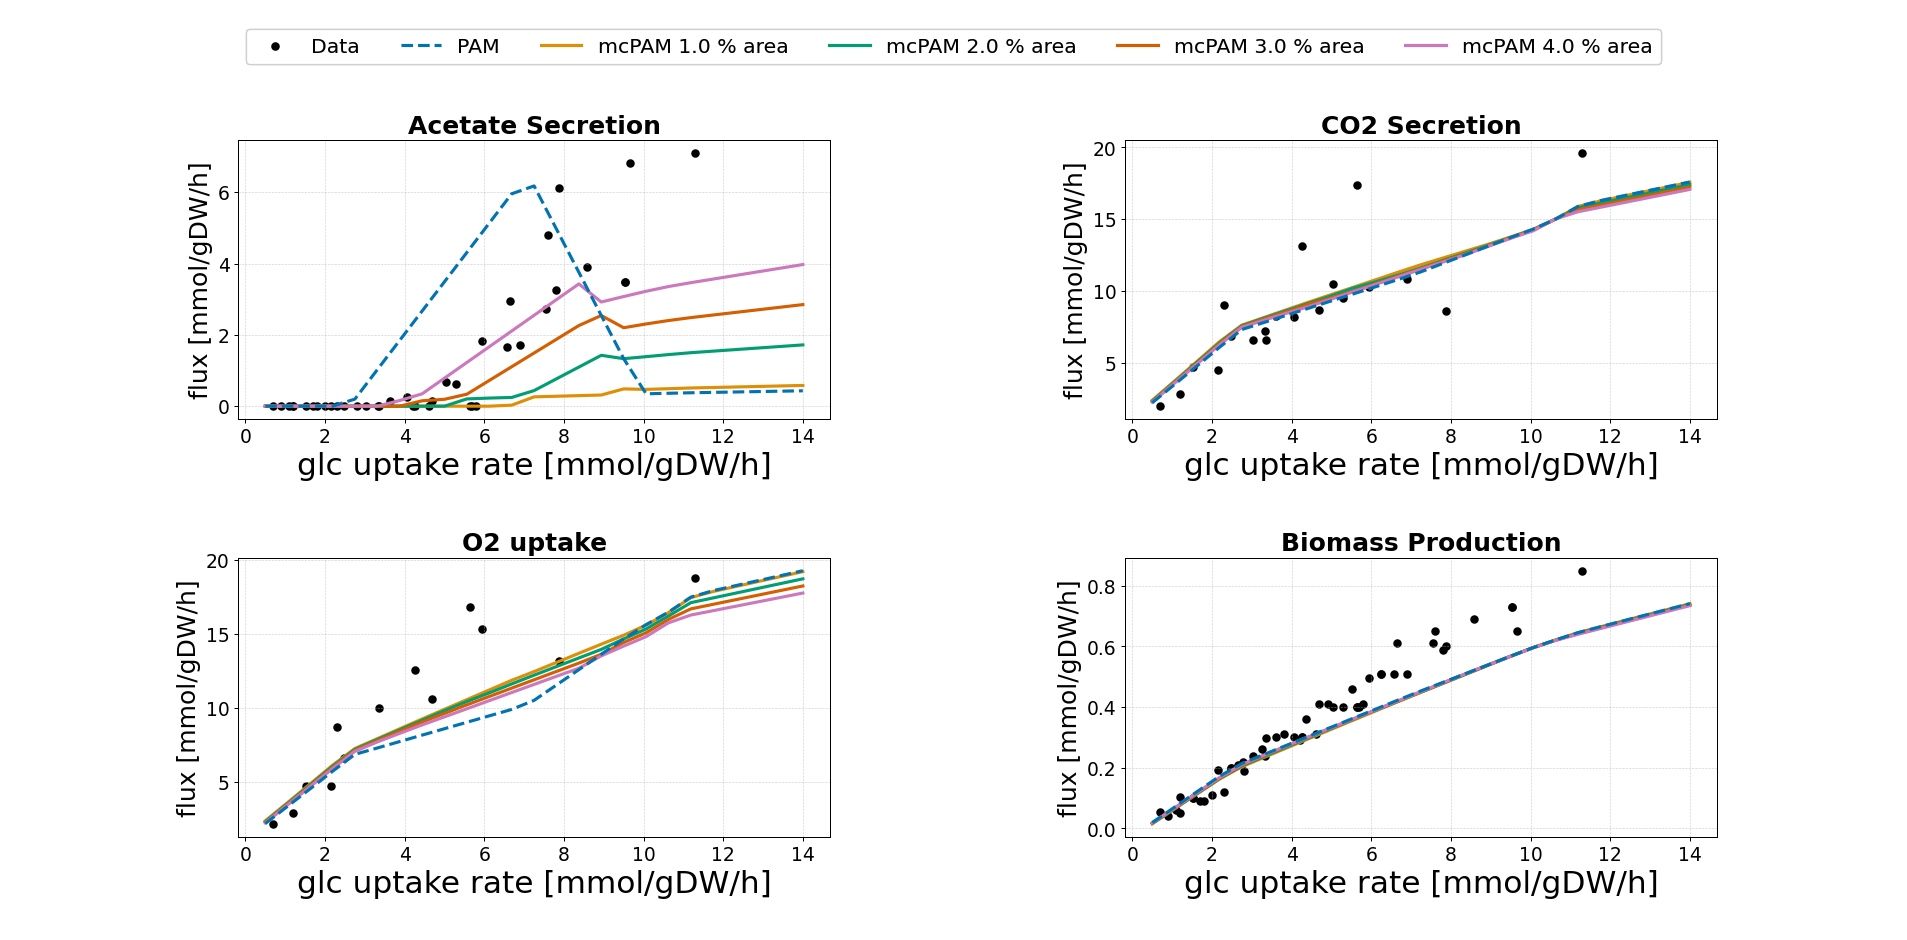 Data PAM mcPAM 1.0 % area mcPAM 2.0 % area mcPAM 3.0 % area mcPAM 4.0 % area
Acetate Secretion
flux [mmol/gDW/h]
6
4
2
0
0 2 4 6 8 10 12 14
glc uptake rate [mmol/gDW/h]
CO2 Secretion
flux [mmol/gDW/h]
20
15
10
5
0 2 4 6 8 10 12 14
glc uptake rate [mmol/gDW/h]
O2 uptake
flux [mmol/gDW/h]
20
15
10
5
0 2 4 6 8 10 12 14
glc uptake rate [mmol/gDW/h]
Biomass Production
flux [mmol/gDW/h]
0.8
0.6
0.4
0.2
0.0
0 2 4 6 8 10 12 14
glc uptake rate [mmol/gDW/h]